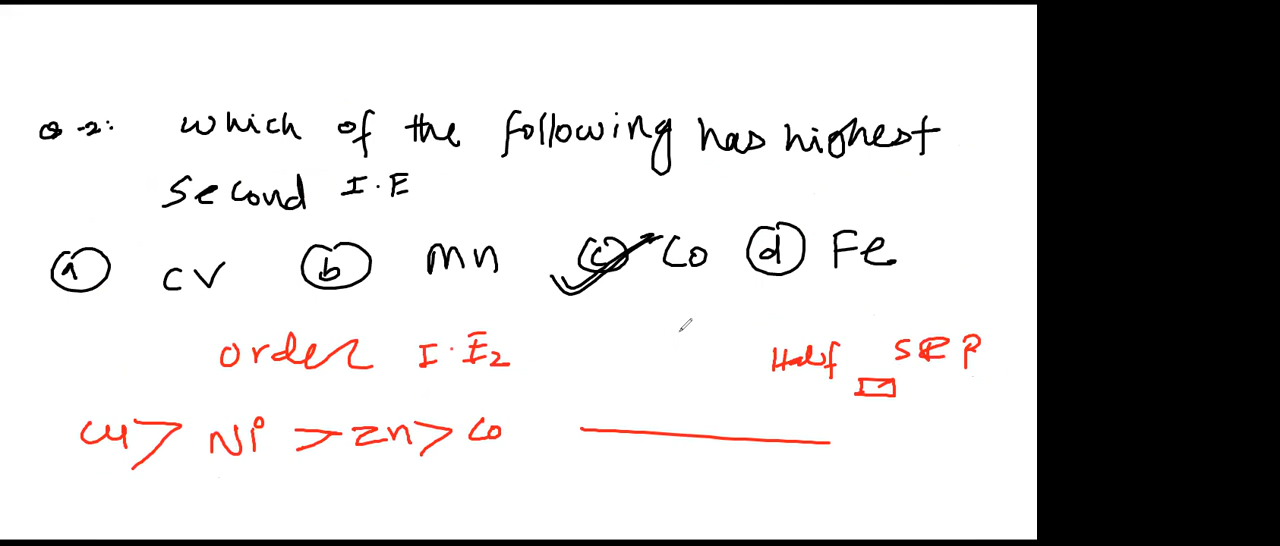 Q-2: which of the following has highest
second I.E
(a) cr (b) mn (c) Co (d) Fe
order I.E2
Half
Cu > Ni > Zn > Co